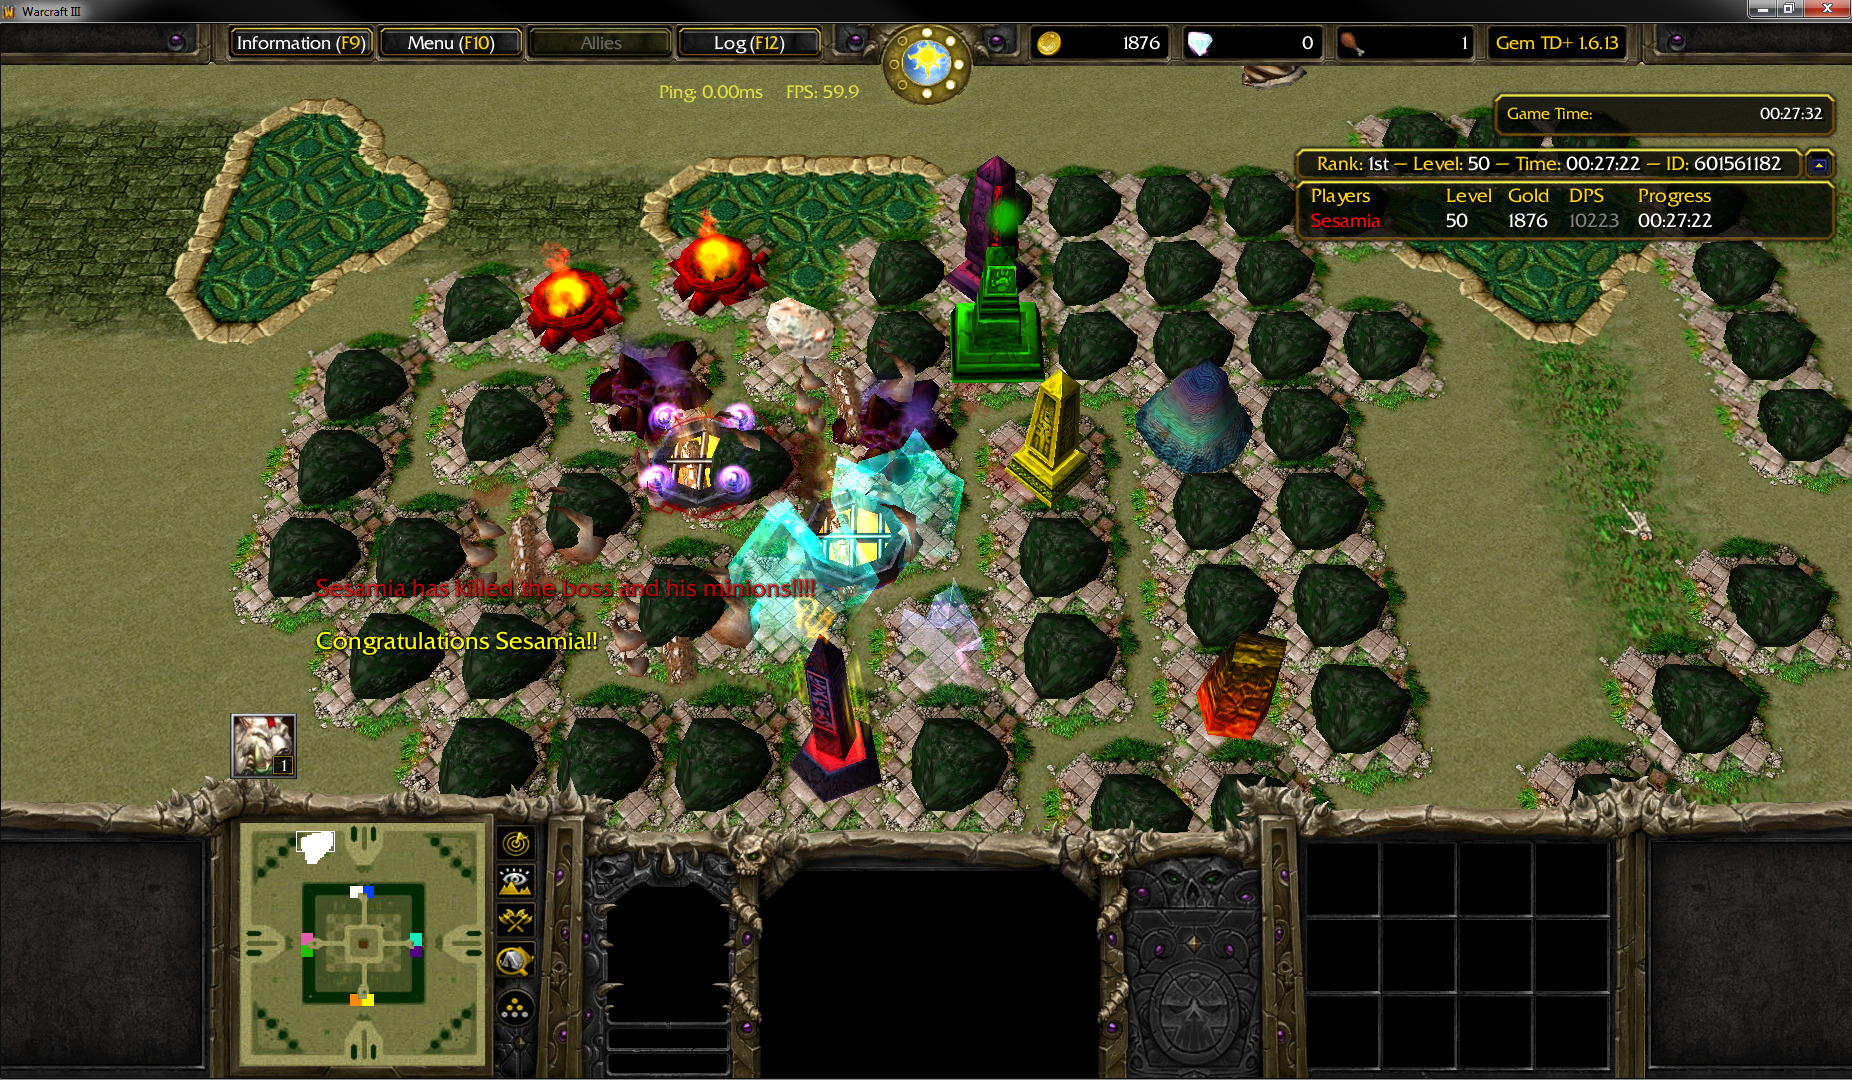 Warcraft III
Information (F9)
Menu (F10)
Allies
Log (F12)
1876
0
1
Gem TD+ 1.6.13
Ping: 0.00ms FPS: 59.9
Game Time: 00:27:32
Rank: 1st – Level: 50 – Time: 00:27:22 – ID: 601561182
Players Level Gold DPS Progress
Sesamia 50 1876 10223 00:27:22
Sesamia has killed the boss and his minions!!!!
Congratulations Sesamia!!
1